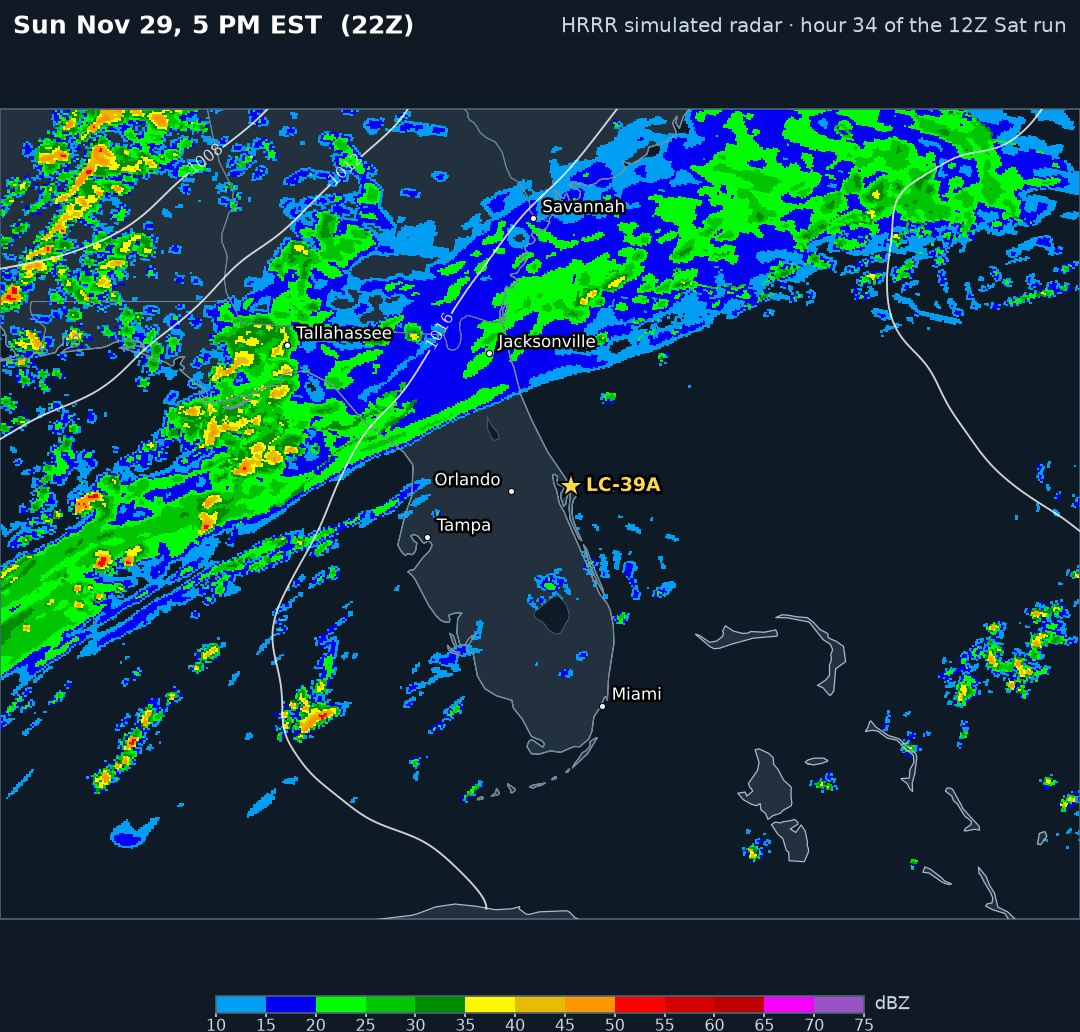 Sun Nov 29, 5 PM EST (22Z)
HRRR simulated radar · hour 34 of the 12Z Sat run
1008
1012
Savannah
1016
Tallahassee
Jacksonville
Orlando
LC-39A
Tampa
Miami
dBZ
10 15 20 25 30 35 40 45 50 55 60 65 70 75